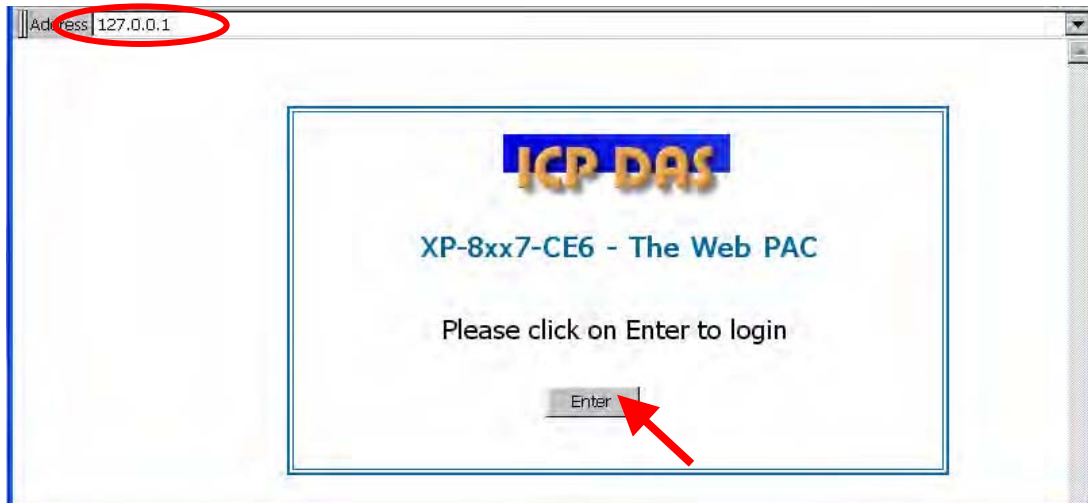 Address 127.0.0.1
ICP DAS
XP-8xx7-CE6 - The Web PAC
Please click on Enter to login
Enter